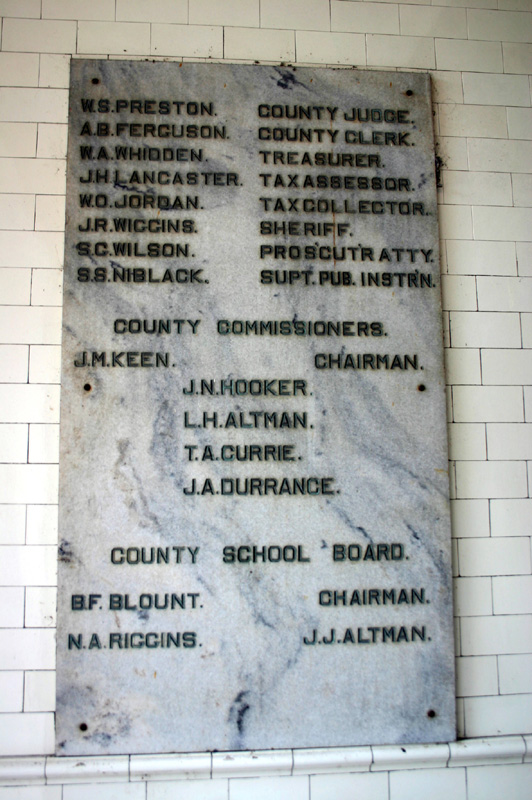 W.S. PRESTON. COUNTY JUDGE.
A.B. FERGUSON. COUNTY CLERK.
W.A. WHIDDEN. TREASURER.
J.H. LANCASTER. TAX ASSESSOR.
W.O. JORDAN. TAX COLLECTOR.
J.R. WIGGINS. SHERIFF.
S.C. WILSON. PROSCUTR ATTY.
S.S. NIBLACK. SUPT. PUB. INSTR'N.
COUNTY COMMISSIONERS.
J.M. KEEN. CHAIRMAN.
J.N. HOOKER.
L.H. ALTMAN.
T.A. CURRIE.
J.A. DURRANCE.
COUNTY SCHOOL BOARD.
B.F. BLOUNT. CHAIRMAN.
N.A. RIGGINS. J.J. ALTMAN.